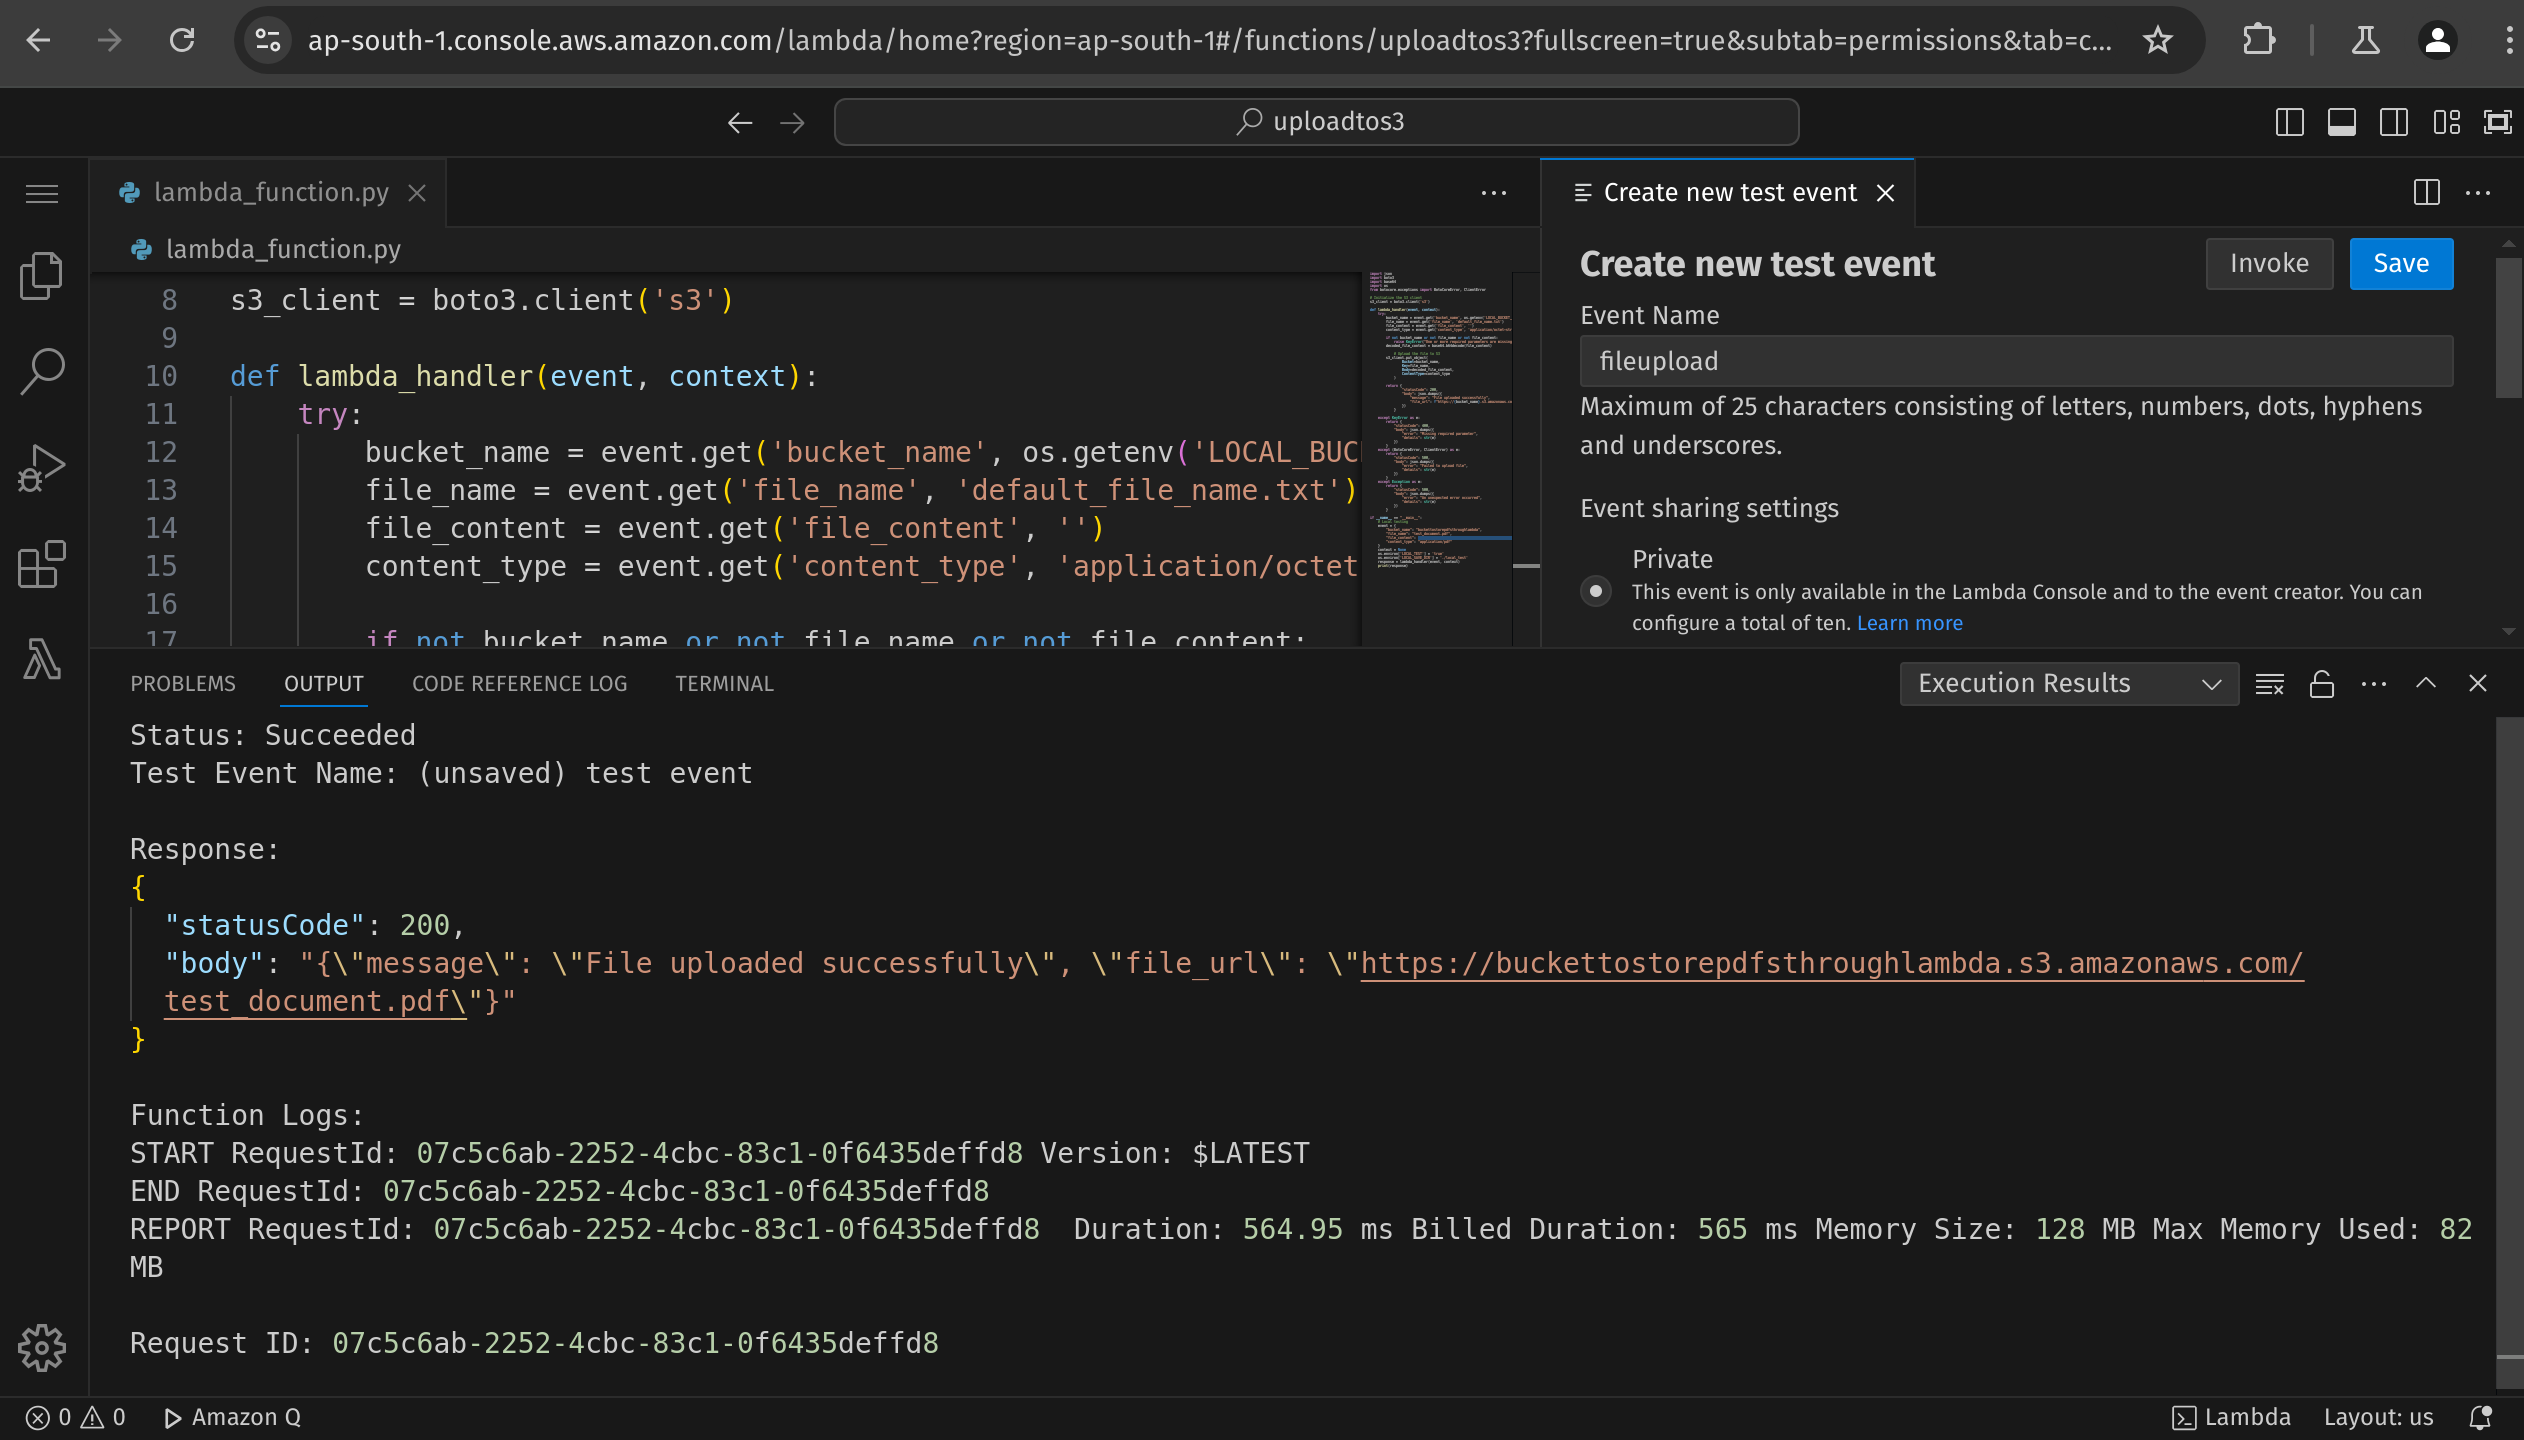 ap-south-1.console.aws.amazon.com/lambda/home?region=ap-south-1#/functions/uploadtos3?fullscreen=true&subtab=permissions&tab=c...
uploadtos3
lambda_function.py
Create new test event
lambda_function.py
8 s3_client = boto3.client('s3')
9
10 def lambda_handler(event, context):
11 try:
12 bucket_name = event.get('bucket_name', os.getenv('LOCAL_BUC
13 file_name = event.get('file_name', 'default_file_name.txt')
14 file_content = event.get('file_content', '')
15 content_type = event.get('content_type', 'application/octet
16
17 if not bucket_name or not file_name or not file_content:
Create new test event
Invoke
Save
Event Name
fileupload
Maximum of 25 characters consisting of letters, numbers, dots, hyphens
and underscores.
Event sharing settings
Private
This event is only available in the Lambda Console and to the event creator. You can
configure a total of ten. Learn more
PROBLEMS OUTPUT CODE REFERENCE LOG TERMINAL
Execution Results
Status: Succeeded
Test Event Name: (unsaved) test event
Response:
{
"statusCode": 200,
"body": "{\"message\": \"File uploaded successfully\", \"file_url\": \"https://buckettostorepdfsthroughlambda.s3.amazonaws.com/
test_document.pdf\"}"
}
Function Logs:
START RequestId: 07c5c6ab-2252-4cbc-83c1-0f6435deffd8 Version: $LATEST
END RequestId: 07c5c6ab-2252-4cbc-83c1-0f6435deffd8
REPORT RequestId: 07c5c6ab-2252-4cbc-83c1-0f6435deffd8 Duration: 564.95 ms Billed Duration: 565 ms Memory Size: 128 MB Max Memory Used: 82
MB
Request ID: 07c5c6ab-2252-4cbc-83c1-0f6435deffd8
0 0 Amazon Q
Lambda
Layout: us